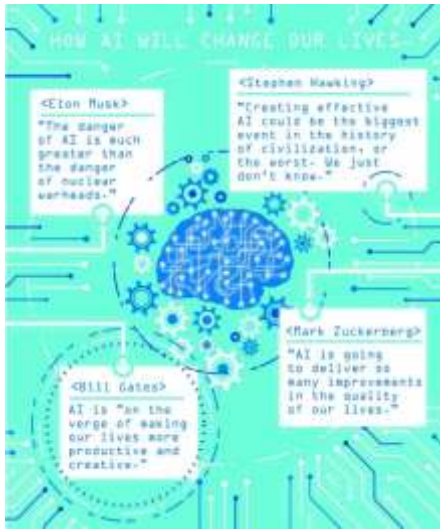 HOW AI WILL CHANGE OUR LIVES
<Elon Musk>
"The danger
of AI is much
greater than
the danger
of nuclear
warheads."
<Stephen Hawking>
"Creating effective
AI could be the biggest
event in the history
of civilization, or
the worst. We just
don't know."
<Mark Zuckerberg>
"AI is going
to deliver so
many improvements
in the quality
of our lives."
<Bill Gates>
AI is "on the
verge of making
our lives more
productive and
creative."